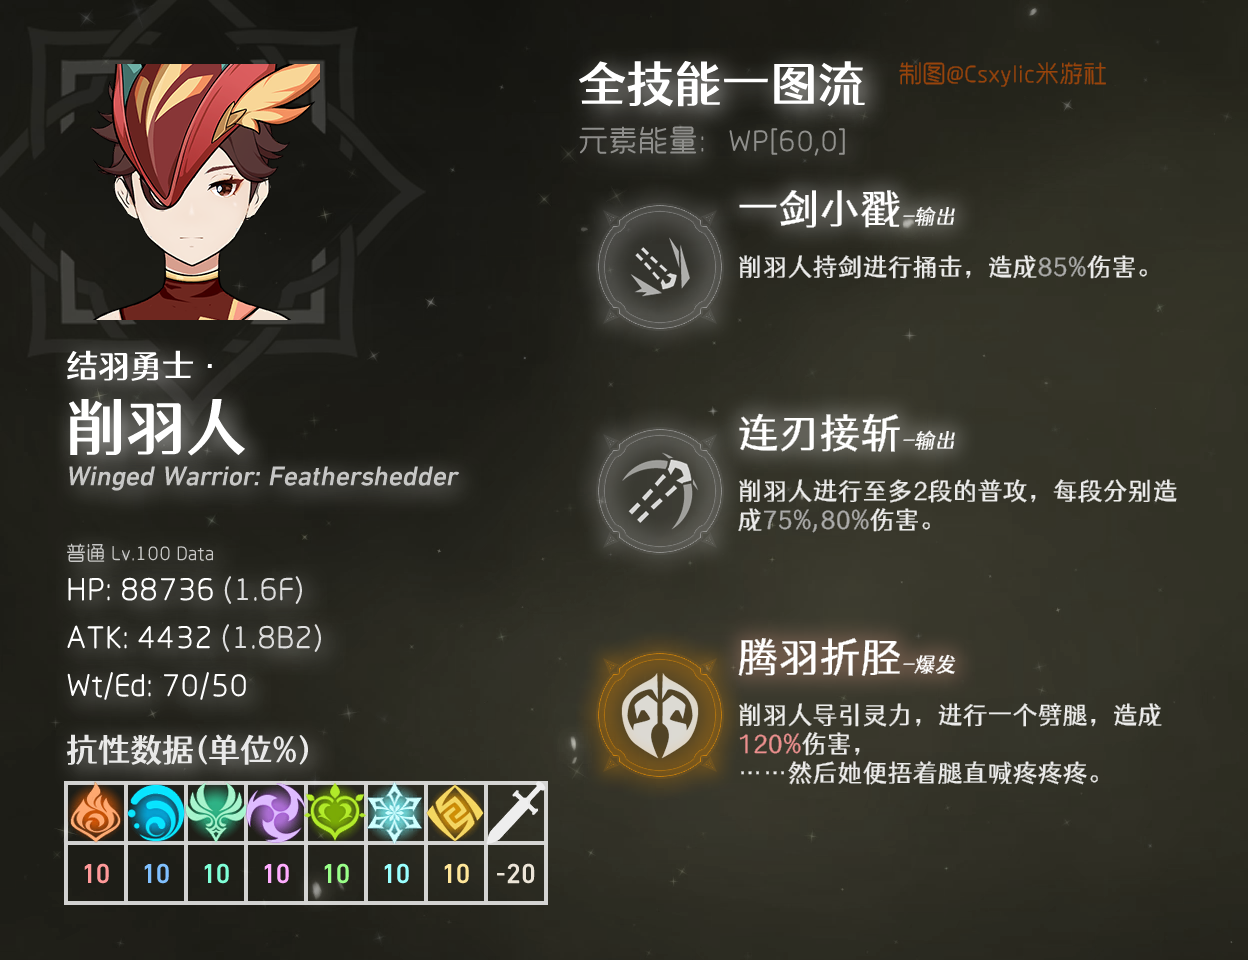 全技能一图流
制图@Csxylic米游社
元素能量： WP[60,0]
一剑小戳–输出
削羽人持剑进行捅击，造成85%伤害。
连刃接斩–输出
削羽人进行至多2段的普攻，每段分别造
成75%,80%伤害。
腾羽折胫–爆发
削羽人导引灵力，进行一个劈腿，造成
120%伤害，
……然后她便捂着腿直喊疼疼疼。
结羽勇士 ·
削羽人
Winged Warrior: Feathershedder
普通 Lv.100 Data
HP: 88736 (1.6F)
ATK: 4432 (1.8B2)
Wt/Ed: 70/50
抗性数据(单位%)
10 10 10 10 10 10 10 -20